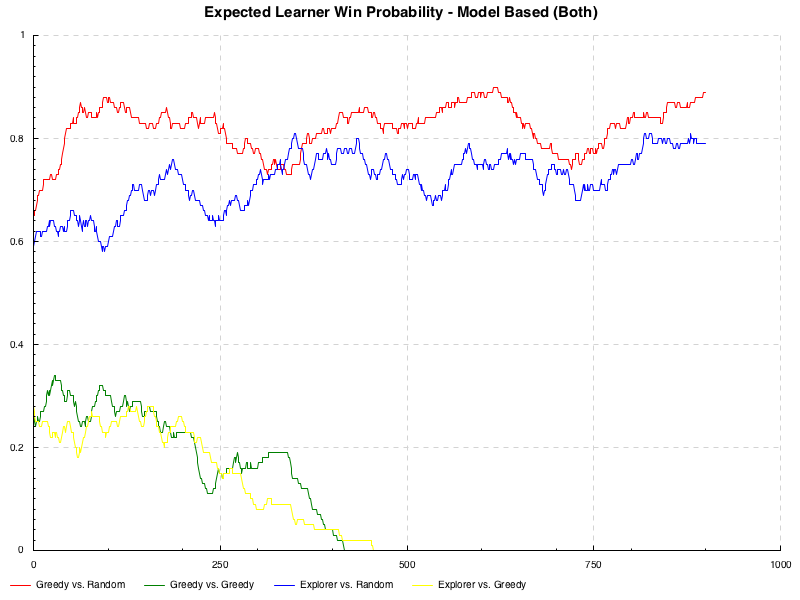 Expected Learner Win Probability - Model Based (Both)
1
0.8
0.6
0.4
0.2
0
0 250 500 750 1000
Greedy vs. Random Greedy vs. Greedy Explorer vs. Random Explorer vs. Greedy